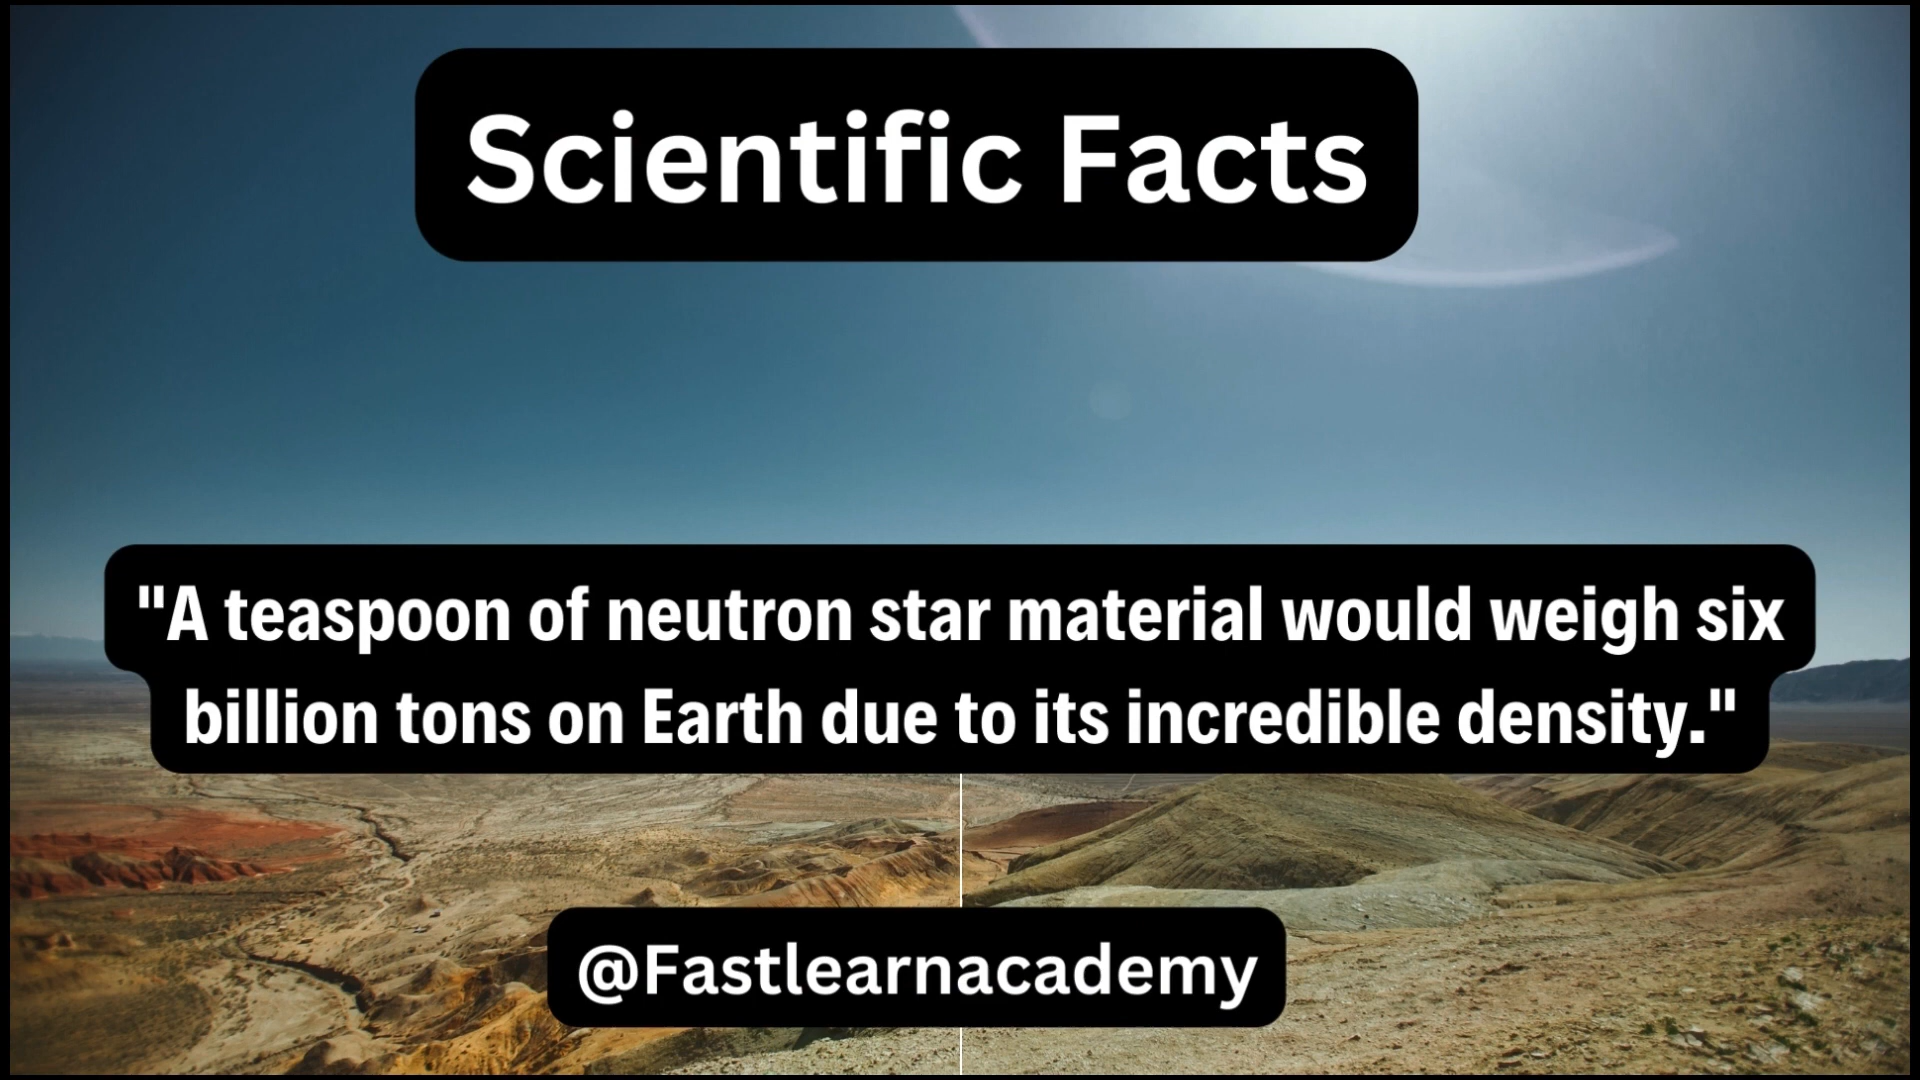 Scientific Facts
"A teaspoon of neutron star material would weigh six
billion tons on Earth due to its incredible density."
@Fastlearnacademy